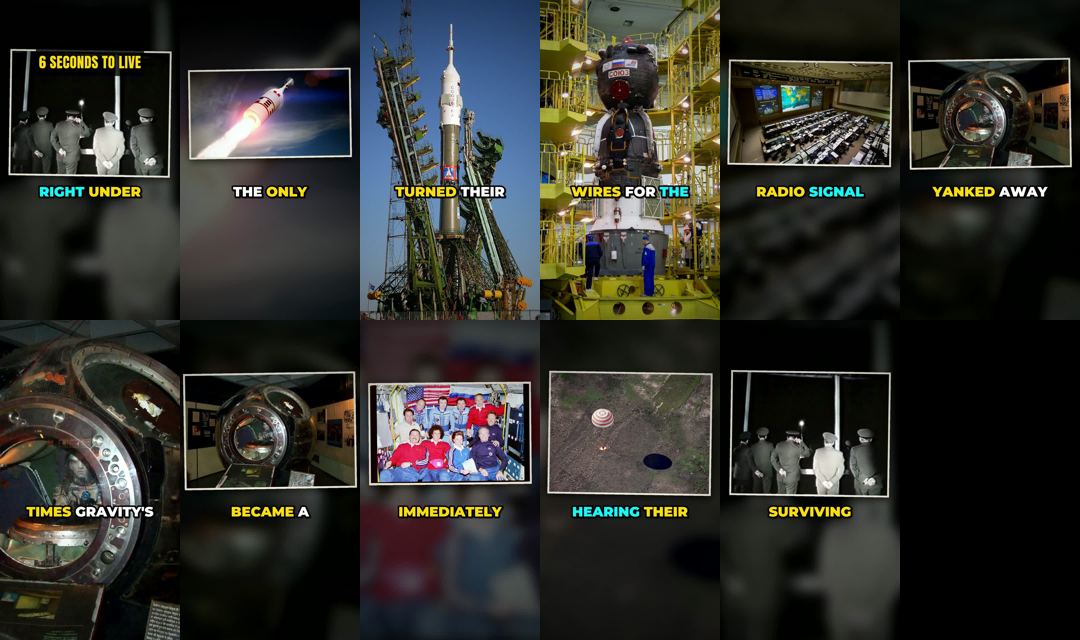 6 SECONDS TO LIVE
RIGHT UNDER
THE ONLY
TURNED THEIR
СОЮЗ
WIRES FOR THE
RADIO SIGNAL
YANKED AWAY
TIMES GRAVITY'S
BECAME A
IMMEDIATELY
HEARING THEIR
SURVIVING